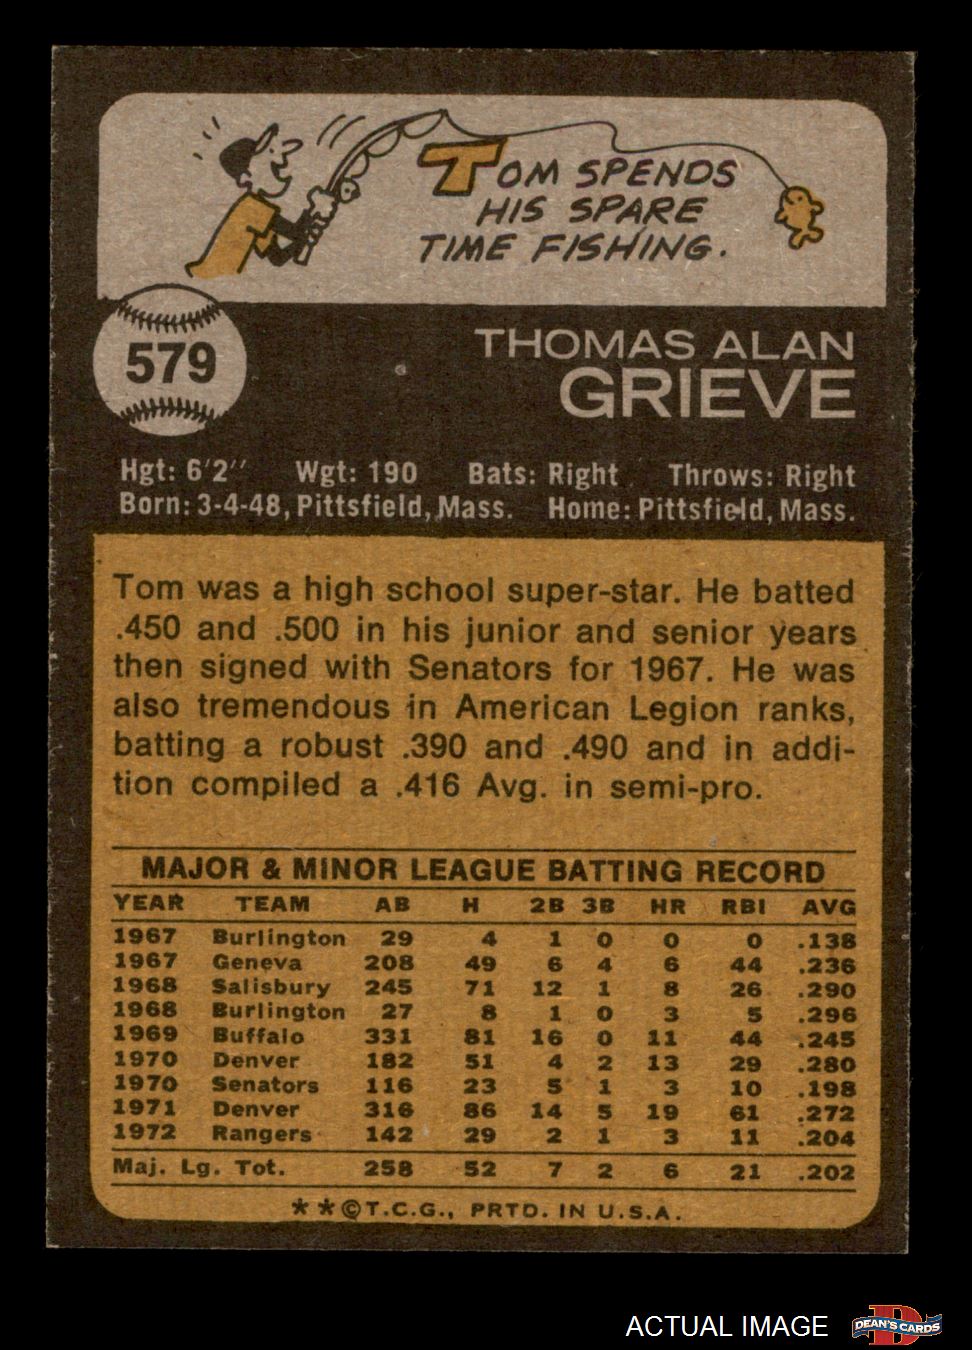 TOM SPENDS
HIS SPARE
TIME FISHING.
579
THOMAS ALAN
GRIEVE
Hgt: 6'2" Wgt: 190 Bats: Right Throws: Right
Born: 3-4-48, Pittsfield, Mass. Home: Pittsfield, Mass.
Tom was a high school super-star. He batted
.450 and .500 in his junior and senior years
then signed with Senators for 1967. He was
also tremendous in American Legion ranks,
batting a robust .390 and .490 and in addi-
tion compiled a .416 Avg. in semi-pro.
MAJOR & MINOR LEAGUE BATTING RECORD
YEAR TEAM AB H 2B 3B HR RBI AVG
1967 Burlington 29 4 1 0 0 0 .138
1967 Geneva 208 49 6 4 6 44 .236
1968 Salisbury 245 71 12 1 8 26 .290
1968 Burlington 27 8 1 0 3 5 .296
1969 Buffalo 331 81 16 0 11 44 .245
1970 Denver 182 51 4 2 13 29 .280
1970 Senators 116 23 5 1 3 10 .198
1971 Denver 316 86 14 5 19 61 .272
1972 Rangers 142 29 2 1 3 11 .204
Maj. Lg. Tot. 258 52 7 2 6 21 .202
**©T.C.G., PRTD. IN U.S.A.
ACTUAL IMAGE D DEAN'S CARDS